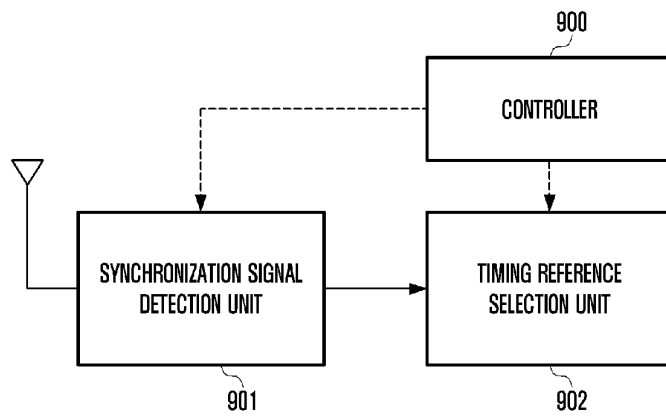 900
CONTROLLER
SYNCHRONIZATION SIGNAL
DETECTION UNIT
TIMING REFERENCE
SELECTION UNIT
901
902